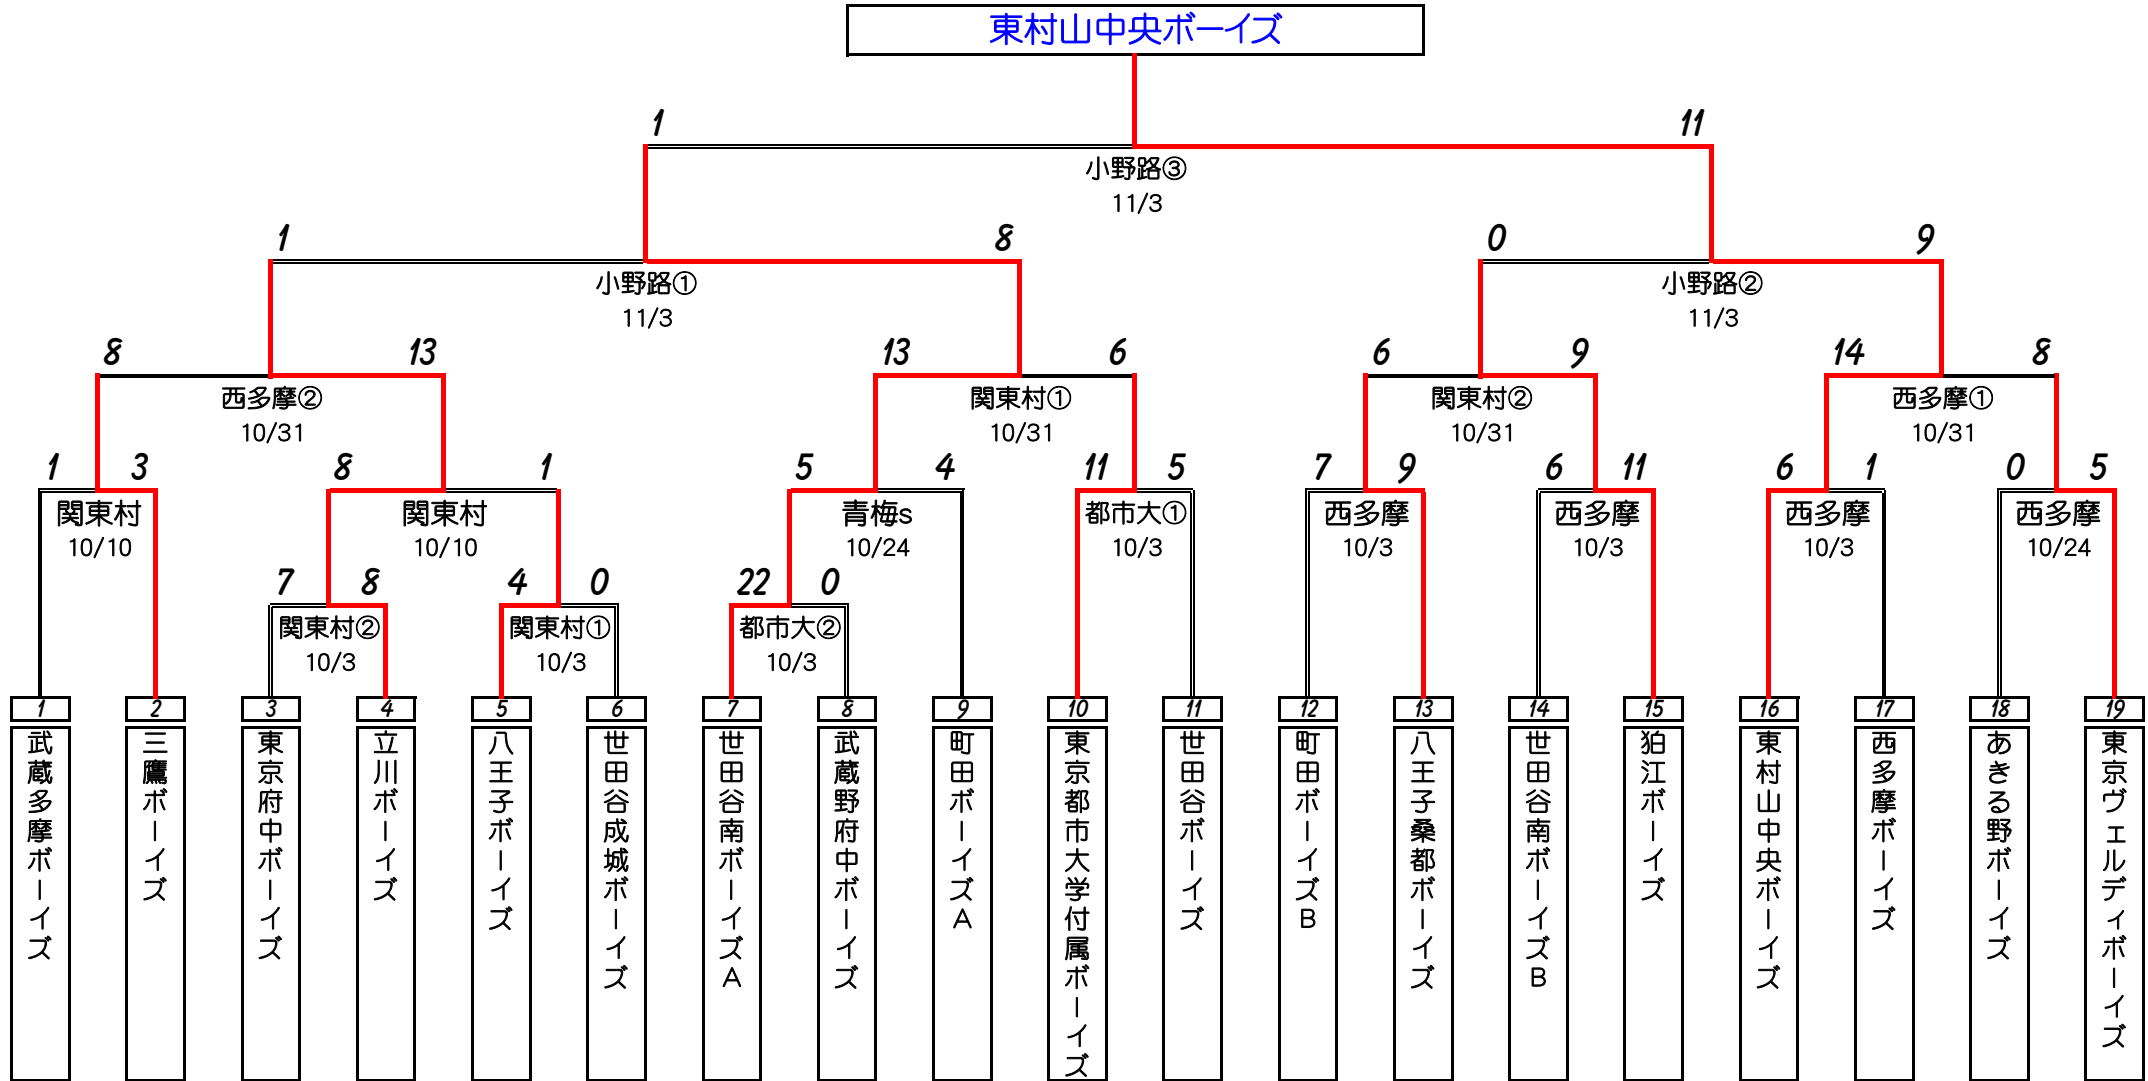 東村山中央ボーイズ
1 11
小野路③
11/3
1 8 0 9
小野路① 小野路②
11/3 11/3
8 13 13 6 6 9 14 8
西多摩② 関東村① 関東村② 西多摩①
10/31 10/31 10/31 10/31
1 3 8 1 5 4 11 5 7 9 6 11 6 1 0 5
関東村 関東村 青梅s 都市大① 西多摩 西多摩 西多摩 西多摩
10/10 10/10 10/24 10/3 10/3 10/3 10/3 10/24
7 8 4 0 22 0
関東村② 関東村① 都市大②
10/3 10/3 10/3
1 2 3 4 5 6 7 8 9 10 11 12 13 14 15 16 17 18 19
武蔵多摩ボーイズ
三鷹ボーイズ
東京府中ボーイズ
立川ボーイズ
八王子ボーイズ
世田谷成城ボーイズ
世田谷南ボーイズA
武蔵野府中ボーイズ
町田ボーイズA
東京都市大学付属ボーイズ
世田谷ボーイズ
町田ボーイズB
八王子桑都ボーイズ
世田谷南ボーイズB
狛江ボーイズ
東村山中央ボーイズ
西多摩ボーイズ
あきる野ボーイズ
東京ヴェルディボーイズ